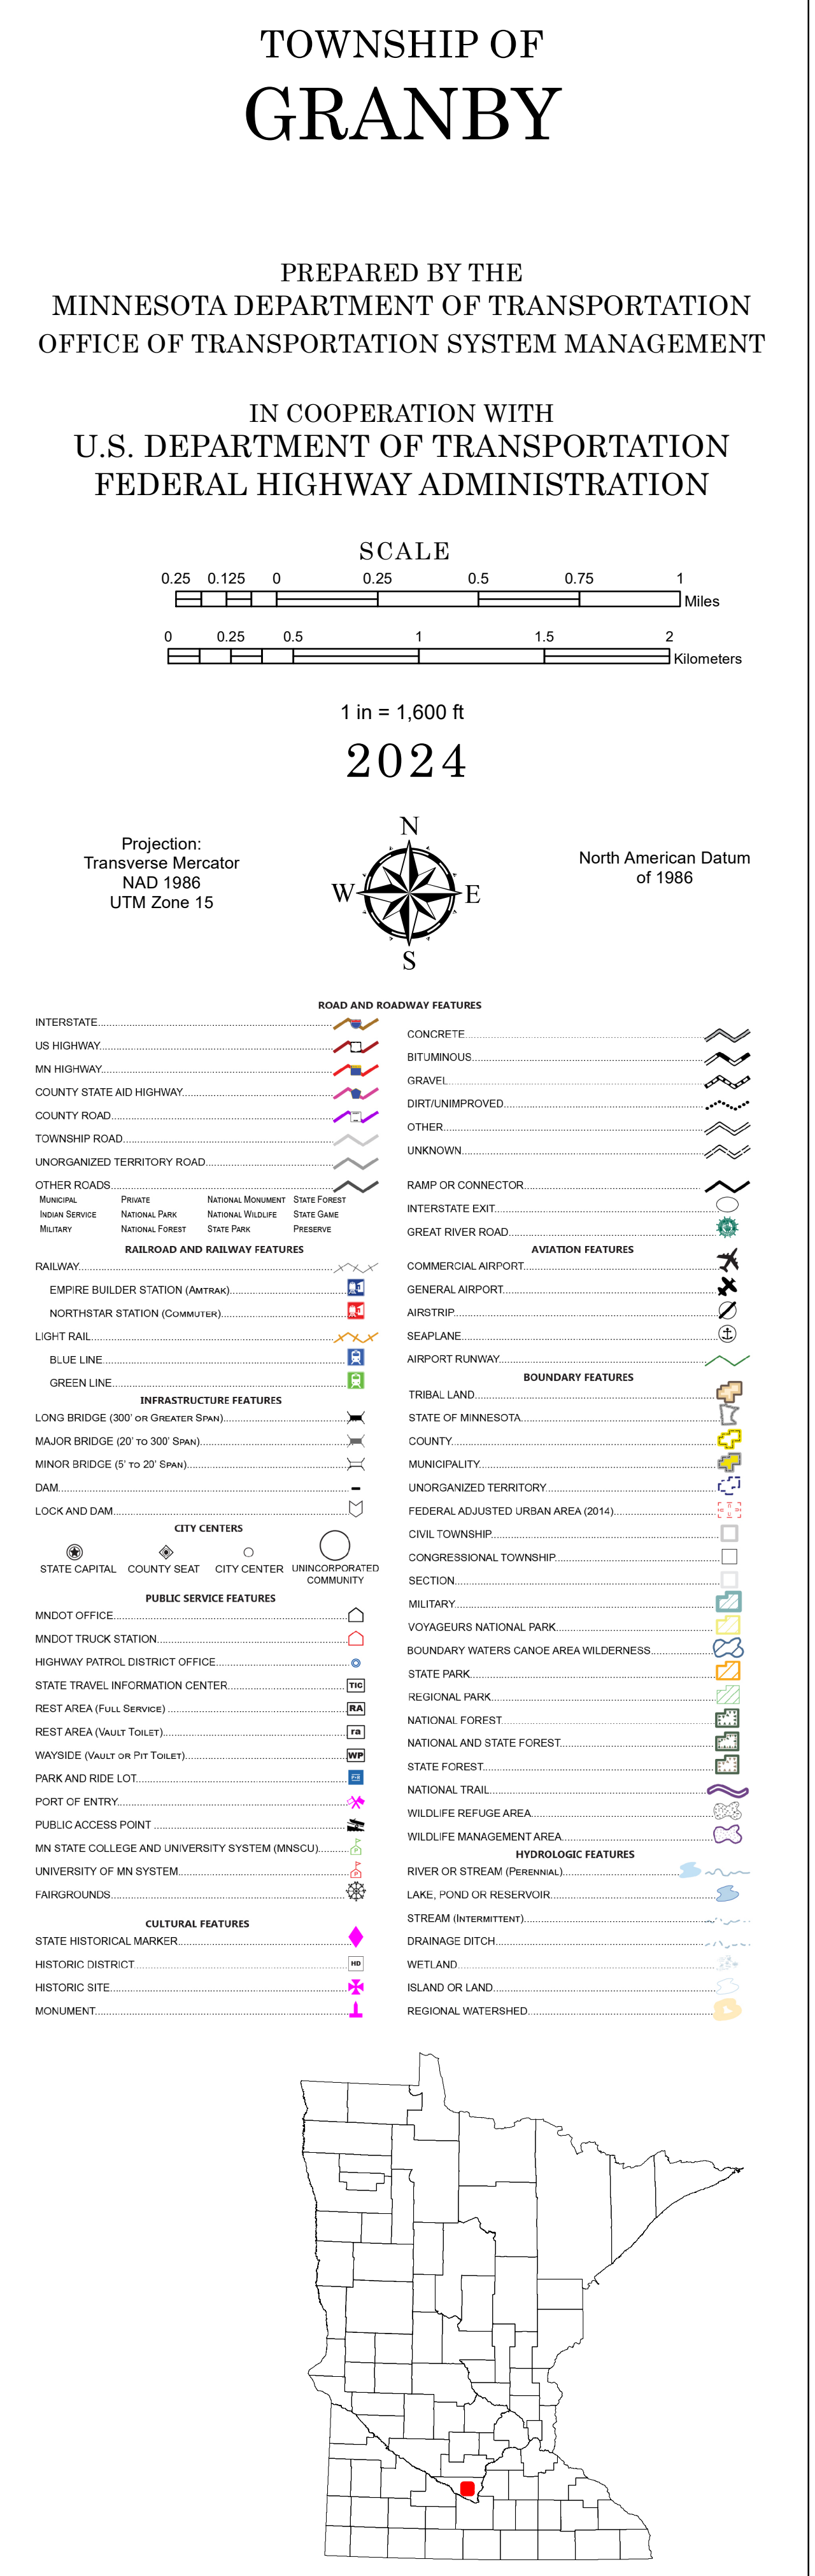 TOWNSHIP OF
GRANBY
PREPARED BY THE
MINNESOTA DEPARTMENT OF TRANSPORTATION
OFFICE OF TRANSPORTATION SYSTEM MANAGEMENT
IN COOPERATION WITH
U.S. DEPARTMENT OF TRANSPORTATION
FEDERAL HIGHWAY ADMINISTRATION
SCALE
0.25 0.125 0 0.25 0.5 0.75 1
Miles
0 0.25 0.5 1 1.5 2
Kilometers
1 in = 1,600 ft
2024
Projection:
Transverse Mercator
NAD 1986
UTM Zone 15
N
W E
S
North American Datum
of 1986
ROAD AND ROADWAY FEATURES
INTERSTATE
US HIGHWAY
MN HIGHWAY
COUNTY STATE AID HIGHWAY
COUNTY ROAD
TOWNSHIP ROAD
UNORGANIZED TERRITORY ROAD
OTHER ROADS
MUNICIPAL PRIVATE NATIONAL MONUMENT STATE FOREST
INDIAN SERVICE NATIONAL PARK NATIONAL WILDLIFE STATE GAME
MILITARY NATIONAL FOREST STATE PARK PRESERVE
CONCRETE
BITUMINOUS
GRAVEL
DIRT/UNIMPROVED
OTHER
UNKNOWN
RAMP OR CONNECTOR
INTERSTATE EXIT
GREAT RIVER ROAD
RAILROAD AND RAILWAY FEATURES
RAILWAY
EMPIRE BUILDER STATION (AMTRAK)
NORTHSTAR STATION (COMMUTER)
LIGHT RAIL
BLUE LINE
GREEN LINE
INFRASTRUCTURE FEATURES
LONG BRIDGE (300' OR GREATER SPAN)
MAJOR BRIDGE (20' TO 300' SPAN)
MINOR BRIDGE (5' TO 20' SPAN)
DAM
LOCK AND DAM
CITY CENTERS
STATE CAPITAL COUNTY SEAT CITY CENTER UNINCORPORATED
COMMUNITY
PUBLIC SERVICE FEATURES
MNDOT OFFICE
MNDOT TRUCK STATION
HIGHWAY PATROL DISTRICT OFFICE
STATE TRAVEL INFORMATION CENTER TIC
REST AREA (FULL SERVICE) RA
REST AREA (VAULT TOILET) ra
WAYSIDE (VAULT OR PIT TOILET) WP
PARK AND RIDE LOT
PORT OF ENTRY
PUBLIC ACCESS POINT
MN STATE COLLEGE AND UNIVERSITY SYSTEM (MNSCU) P
UNIVERSITY OF MN SYSTEM P
FAIRGROUNDS
CULTURAL FEATURES
STATE HISTORICAL MARKER
HISTORIC DISTRICT HD
HISTORIC SITE
MONUMENT
AVIATION FEATURES
COMMERCIAL AIRPORT
GENERAL AIRPORT
AIRSTRIP
SEAPLANE
AIRPORT RUNWAY
BOUNDARY FEATURES
TRIBAL LAND
STATE OF MINNESOTA
COUNTY
MUNICIPALITY
UNORGANIZED TERRITORY
FEDERAL ADJUSTED URBAN AREA (2014)
CIVIL TOWNSHIP
CONGRESSIONAL TOWNSHIP
SECTION
MILITARY
VOYAGEURS NATIONAL PARK
BOUNDARY WATERS CANOE AREA WILDERNESS
STATE PARK
REGIONAL PARK
NATIONAL FOREST
NATIONAL AND STATE FOREST
STATE FOREST
NATIONAL TRAIL
WILDLIFE REFUGE AREA
WILDLIFE MANAGEMENT AREA
HYDROLOGIC FEATURES
RIVER OR STREAM (PERENNIAL)
LAKE, POND OR RESERVOIR
STREAM (INTERMITTENT)
DRAINAGE DITCH
WETLAND
ISLAND OR LAND
REGIONAL WATERSHED